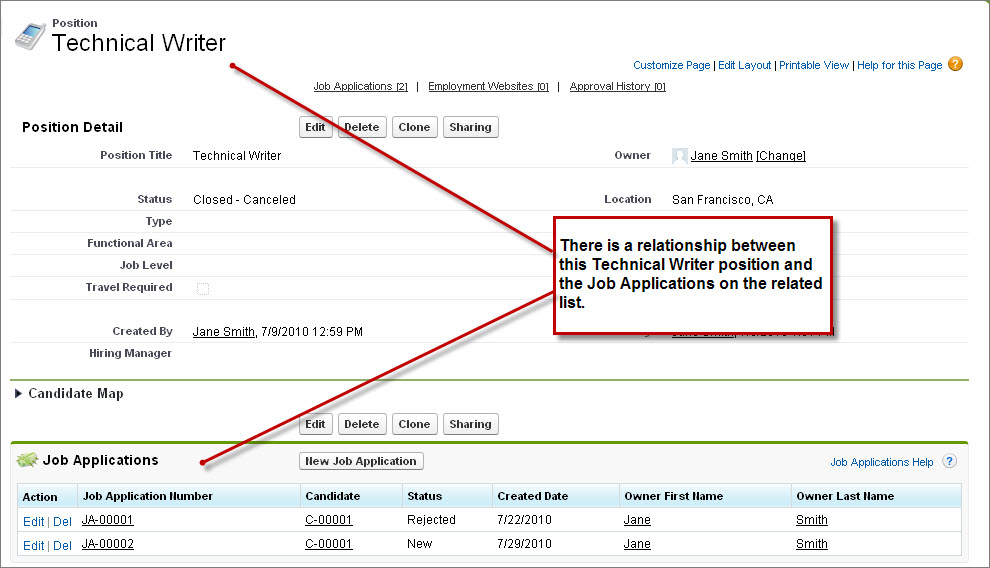 Position
Technical Writer
Customize Page | Edit Layout | Printable View | Help for this Page ?
Job Applications [2] | Employment Websites [0] | Approval History [0]
Position Detail Edit Delete Clone Sharing
Position Title Technical Writer Owner Jane Smith [Change]
Status Closed - Canceled Location San Francisco, CA
Type
Functional Area
Job Level
Travel Required
There is a relationship between
this Technical Writer position and
the Job Applications on the related
list.
Created By Jane Smith, 7/9/2010 12:59 PM
Hiring Manager
Candidate Map
Edit Delete Clone Sharing
Job Applications New Job Application Job Applications Help ?
Action Job Application Number Candidate Status Created Date Owner First Name Owner Last Name
Edit | Del JA-00001 C-00001 Rejected 7/22/2010 Jane Smith
Edit | Del JA-00002 C-00001 New 7/29/2010 Jane Smith